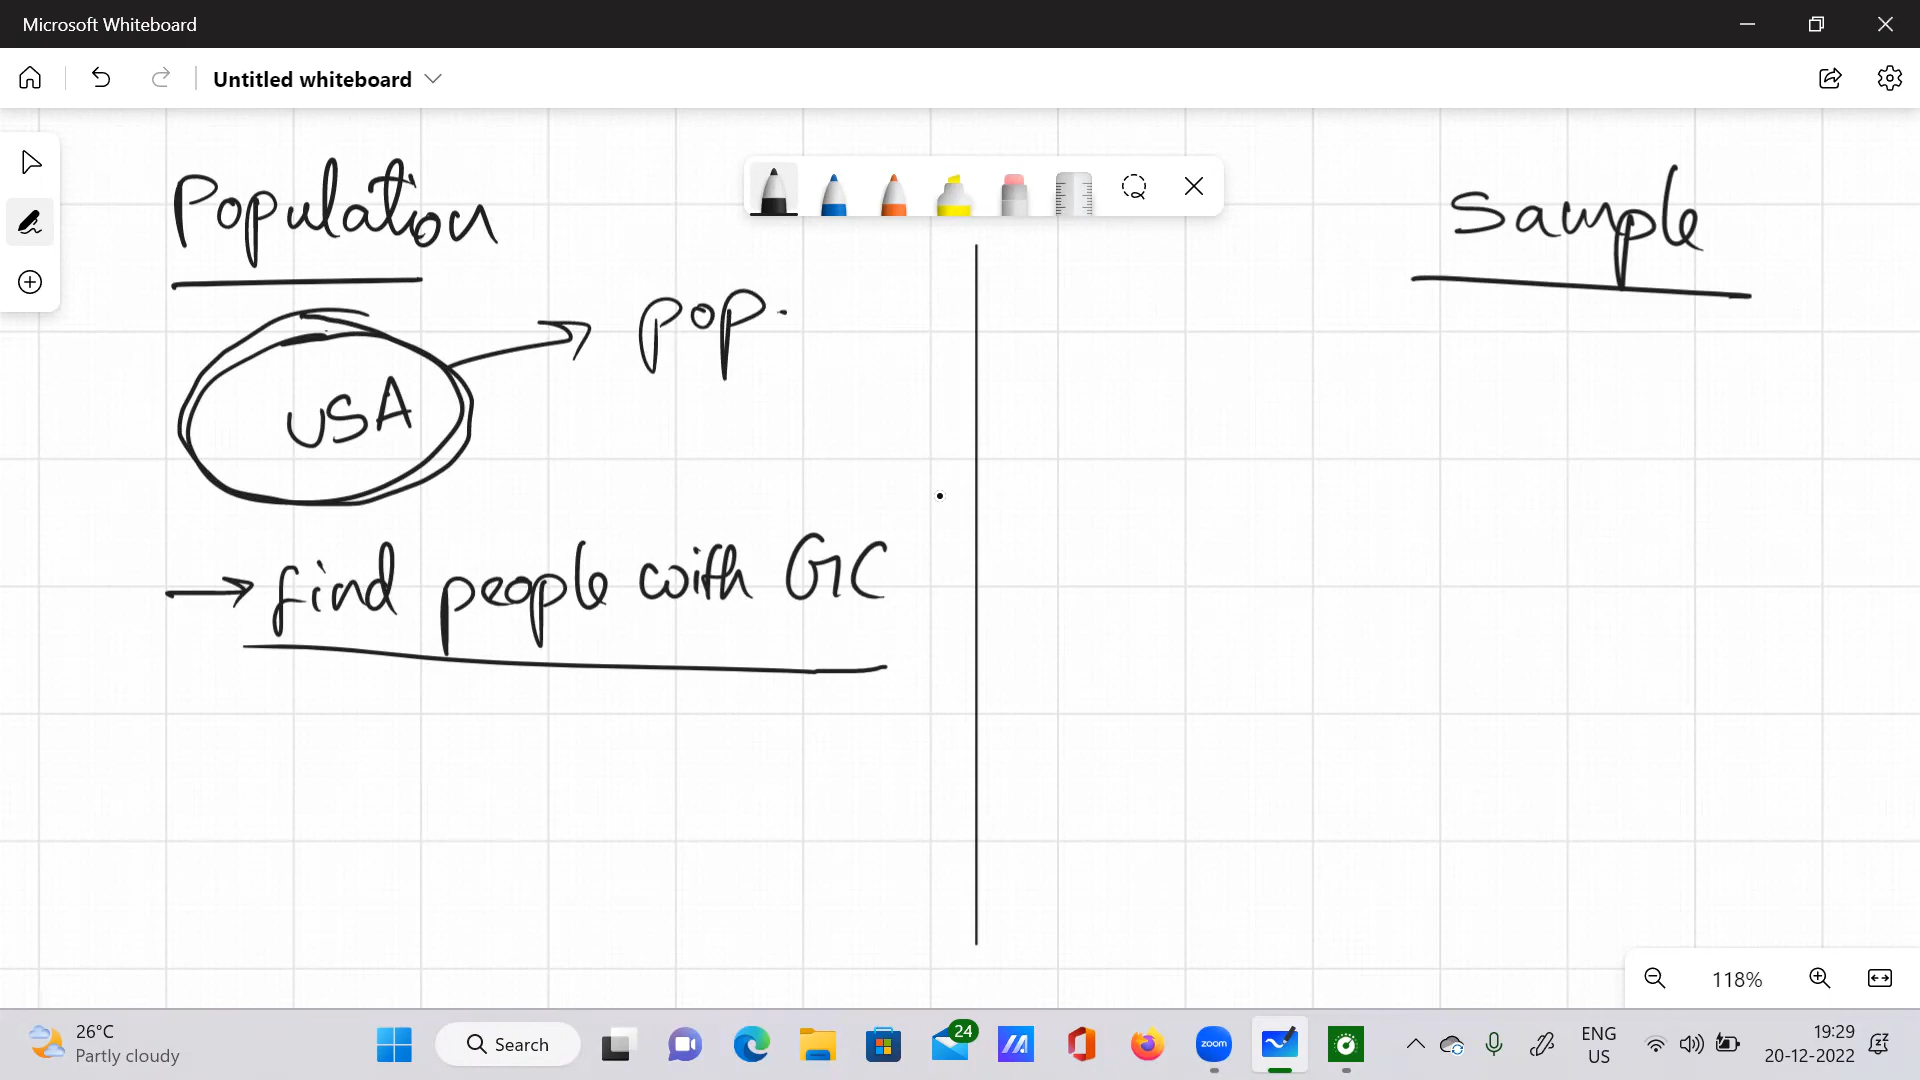 Microsoft Whiteboard
Untitled whiteboard
Population
Sample
pop.
USA
→ find people with GC
118%
26°C
Partly cloudy
Search
24
zoom
ENG
US
19:29
20-12-2022